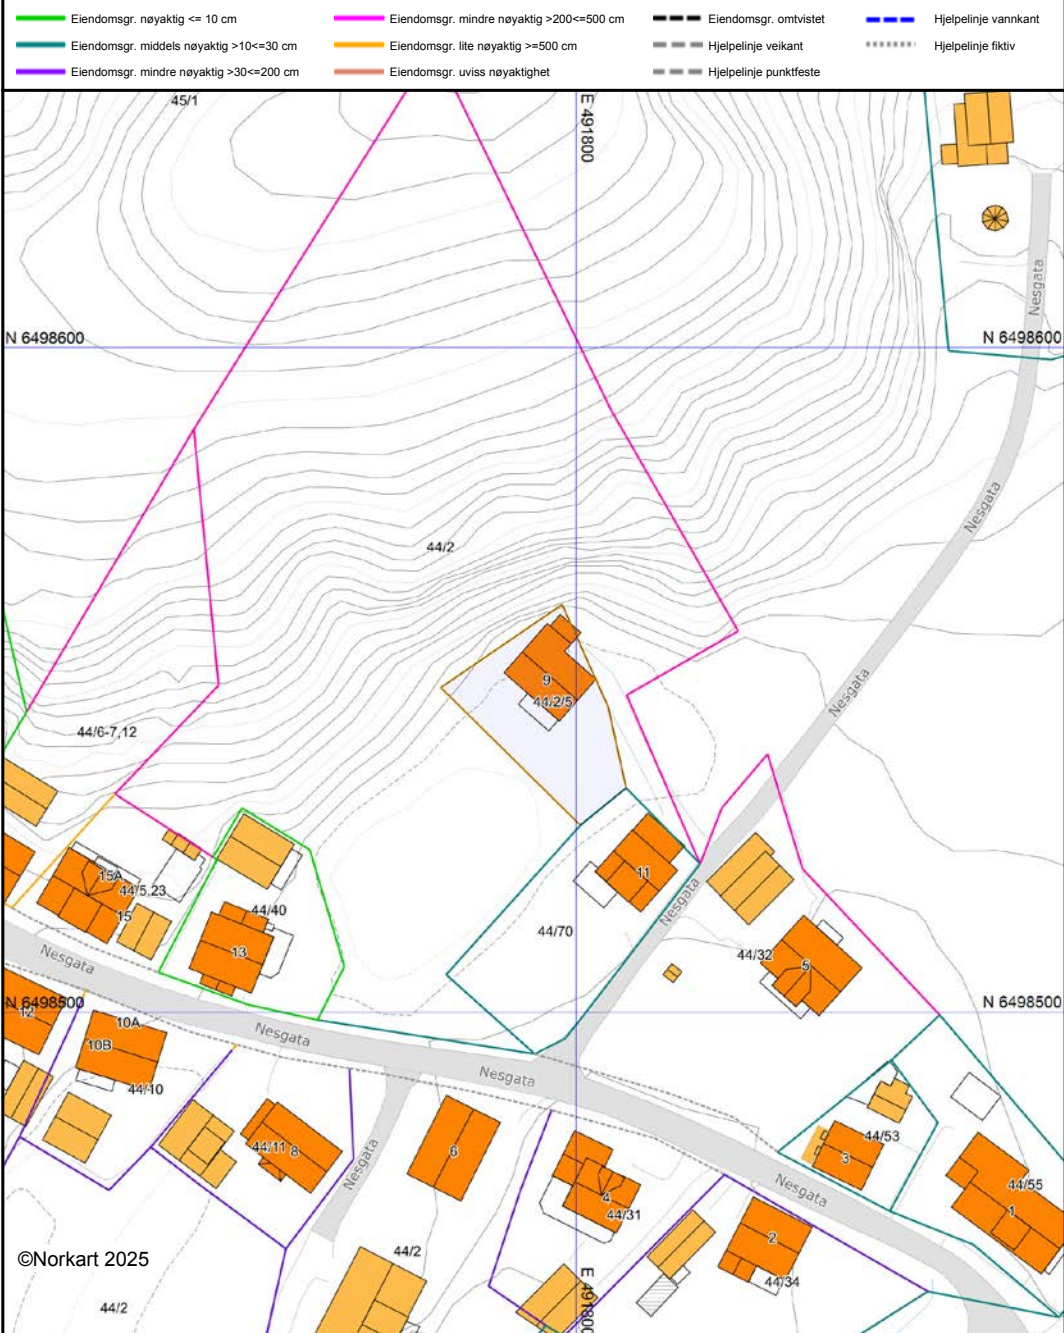 Eiendomsgr. nøyaktig <= 10 cm
Eiendomsgr. mindre nøyaktig >200<=500 cm
Eiendomsgr. omtvistet
Hjelpelinje vannkant
Eiendomsgr. middels nøyaktig >10<=30 cm
Eiendomsgr. lite nøyaktig >=500 cm
Hjelpelinje veikant
Hjelpelinje fiktiv
Eiendomsgr. mindre nøyaktig >30<=200 cm
Eiendomsgr. uviss nøyaktighet
Hjelpelinje punktfeste
45/1
E 491800
Nesgata
N 6498600
N 6498600
Nesgata
44/2
9
44/2/5
Nesgata
44/6-7,12
11
15A
44/5,23
15
44/40
13
Nesgata
44/70
44/32
5
Nesgata
N 6498500
N 6498500
12
10A
10B
Nesgata
Nesgata
44/10
44/11
8
Nesgata
6
44/53
3
Nesgata
44/55
1
4
44/31
2
44/34
44/2
©Norkart 2025
44/2
E 491800